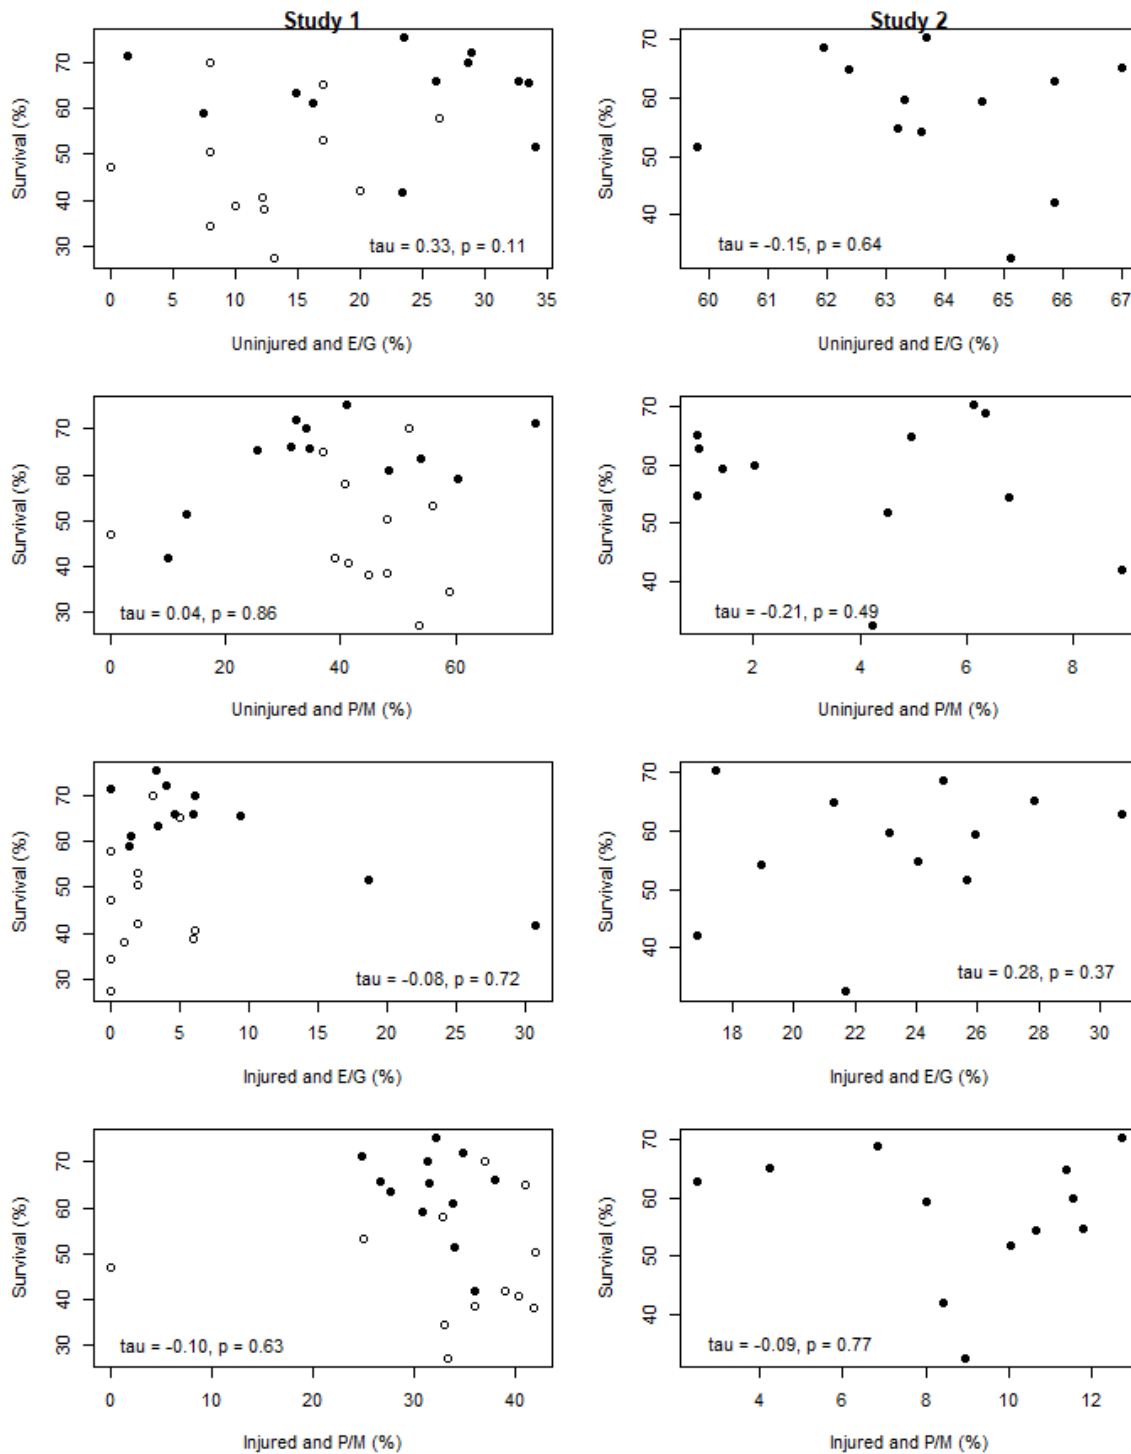 Study 1
Study 2
Survival (%)
70
60
50
40
30
tau = 0.33, p = 0.11
0 5 10 15 20 25 30 35
Uninjured and E/G (%)
Survival (%)
70
60
50
40
tau = -0.15, p = 0.64
60 61 62 63 64 65 66 67
Uninjured and E/G (%)
Survival (%)
70
60
50
40
30
tau = 0.04, p = 0.86
0 20 40 60
Uninjured and P/M (%)
Survival (%)
70
60
50
40
tau = -0.21, p = 0.49
2 4 6 8
Uninjured and P/M (%)
Survival (%)
70
60
50
40
30
tau = -0.08, p = 0.72
0 5 10 15 20 25 30
Injured and E/G (%)
Survival (%)
70
60
50
40
tau = 0.28, p = 0.37
18 20 22 24 26 28 30
Injured and E/G (%)
Survival (%)
70
60
50
40
30
tau = -0.10, p = 0.63
0 10 20 30 40
Injured and P/M (%)
Survival (%)
70
60
50
40
tau = -0.09, p = 0.77
4 6 8 10 12
Injured and P/M (%)